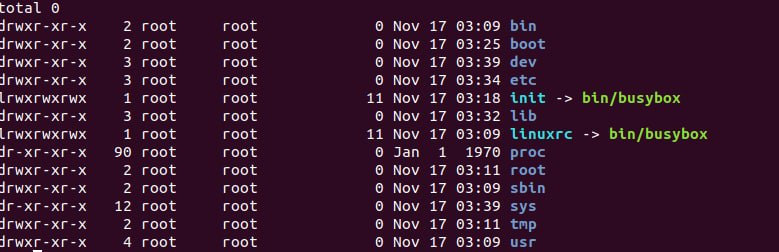 total 0
drwxr-xr-x    2 root     root             0 Nov 17 03:09 bin
drwxr-xr-x    2 root     root             0 Nov 17 03:25 boot
drwxr-xr-x    3 root     root             0 Nov 17 03:39 dev
drwxr-xr-x    3 root     root             0 Nov 17 03:34 etc
lrwxrwxrwx    1 root     root            11 Nov 17 03:18 init -> bin/busybox
drwxr-xr-x    3 root     root             0 Nov 17 03:32 lib
lrwxrwxrwx    1 root     root            11 Nov 17 03:09 linuxrc -> bin/busybox
dr-xr-xr-x   90 root     root             0 Jan  1  1970 proc
drwxr-xr-x    2 root     root             0 Nov 17 03:11 root
drwxr-xr-x    2 root     root             0 Nov 17 03:09 sbin
dr-xr-xr-x   12 root     root             0 Nov 17 03:39 sys
drwxr-xr-x    2 root     root             0 Nov 17 03:11 tmp
drwxr-xr-x    4 root     root             0 Nov 17 03:09 usr